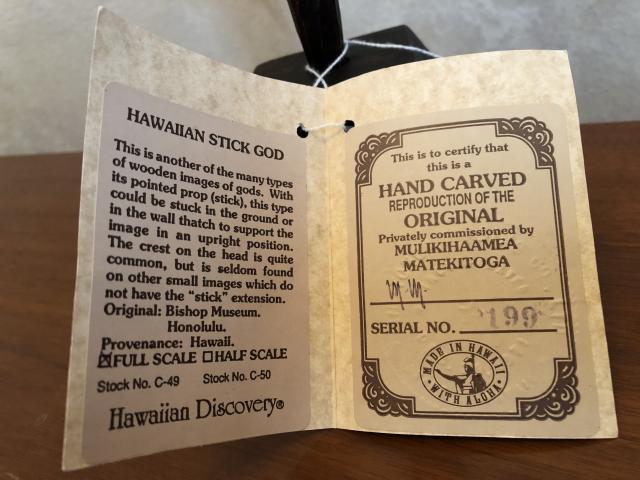 HAWAIIAN STICK GOD
This is another of the many types
of wooden images of gods. With
its pointed prop (stick), this type
could be stuck in the ground or
in the wall thatch to support the
image in an upright position.
The crest on the head is quite
common, but is seldom found
on other small images which do
not have the "stick" extension.
Original: Bishop Museum.
Honolulu.
Provenance: Hawaii.
☒FULL SCALE ☐HALF SCALE
Stock No. C-49 Stock No. C-50
Hawaiian Discovery®
This is to certify that
this is a
HAND CARVED
REPRODUCTION OF THE
ORIGINAL
Privately commissioned by
MULIKIHAAMEA
MATEKITOGA
SERIAL NO. 199
MADE IN HAWAII
• WITH ALOHA •